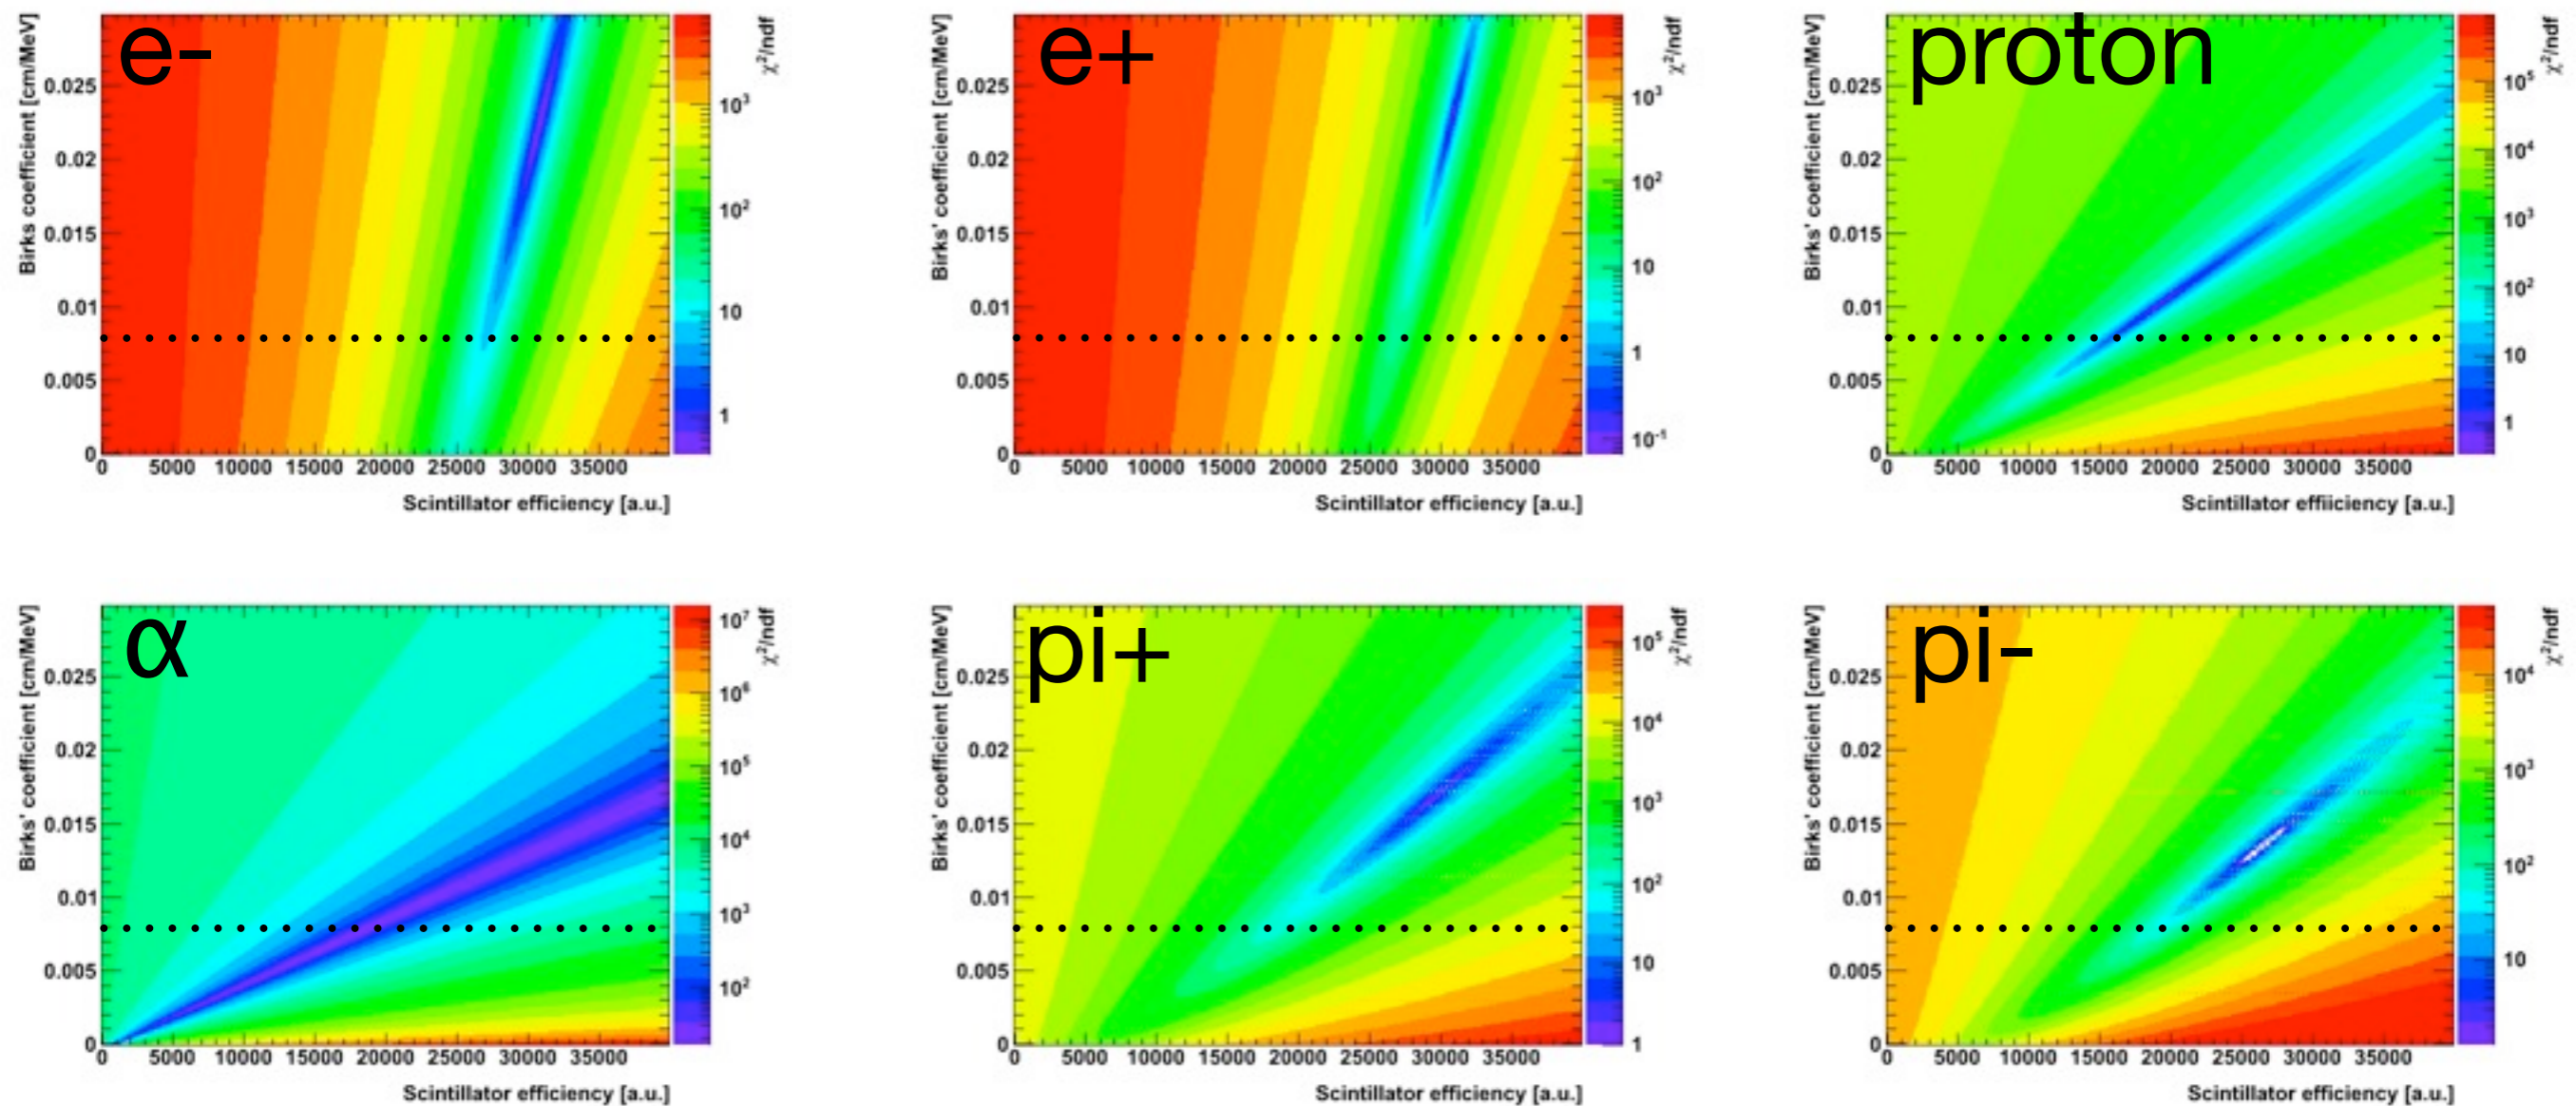 e-
Birks coefficient [cm/MeV]
0.025
0.02
0.015
0.01
0.005
0
0 5000 10000 15000 20000 25000 30000 35000
Scintillator efficiency [a.u.]
χ²/ndf
10³
10²
10
1
e+
Birks' coefficient [cm/MeV]
0.025
0.02
0.015
0.01
0.005
0
0 5000 10000 15000 20000 25000 30000 35000
Scintillator efficiency [a.u.]
χ²/ndf
10³
10²
10
1
10⁻¹
proton
Birks' coefficient [cm/MeV]
0.025
0.02
0.015
0.01
0.005
0
0 5000 10000 15000 20000 25000 30000 35000
Scintillator effiiciency [a.u.]
χ²/ndf
10⁵
10⁴
10³
10²
10
1
α
Birks' coefficient [cm/MeV]
0.025
0.02
0.015
0.01
0.005
0
0 5000 10000 15000 20000 25000 30000 35000
Scintillator efficiency [a.u.]
χ²/ndf
10⁷
10⁶
10⁵
10⁴
10³
10²
pi+
Birks' coefficient [cm/MeV]
0.025
0.02
0.015
0.01
0.005
0
0 5000 10000 15000 20000 25000 30000 35000
Scintillator efficiency [a.u.]
χ²/ndf
10⁵
10⁴
10³
10²
10
1
pi-
Birks' coefficient [cm/MeV]
0.025
0.02
0.015
0.01
0.005
0
0 5000 10000 15000 20000 25000 30000 35000
Scintillator efficiency [a.u.]
χ²/ndf
10⁴
10³
10²
10